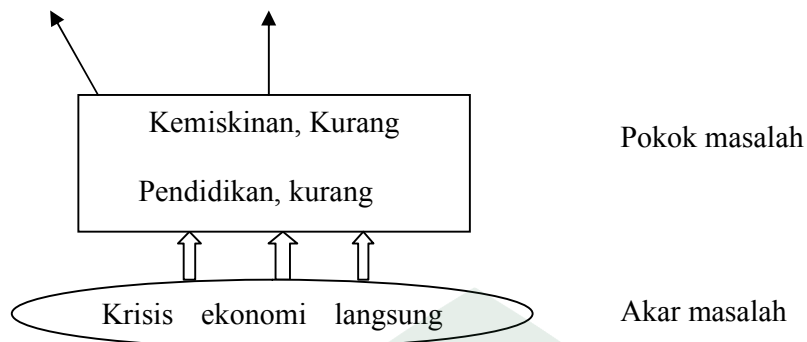 Kemiskinan, Kurang
Pokok masalah
Pendidikan, kurang
Krisis ekonomi langsung
Akar masalah